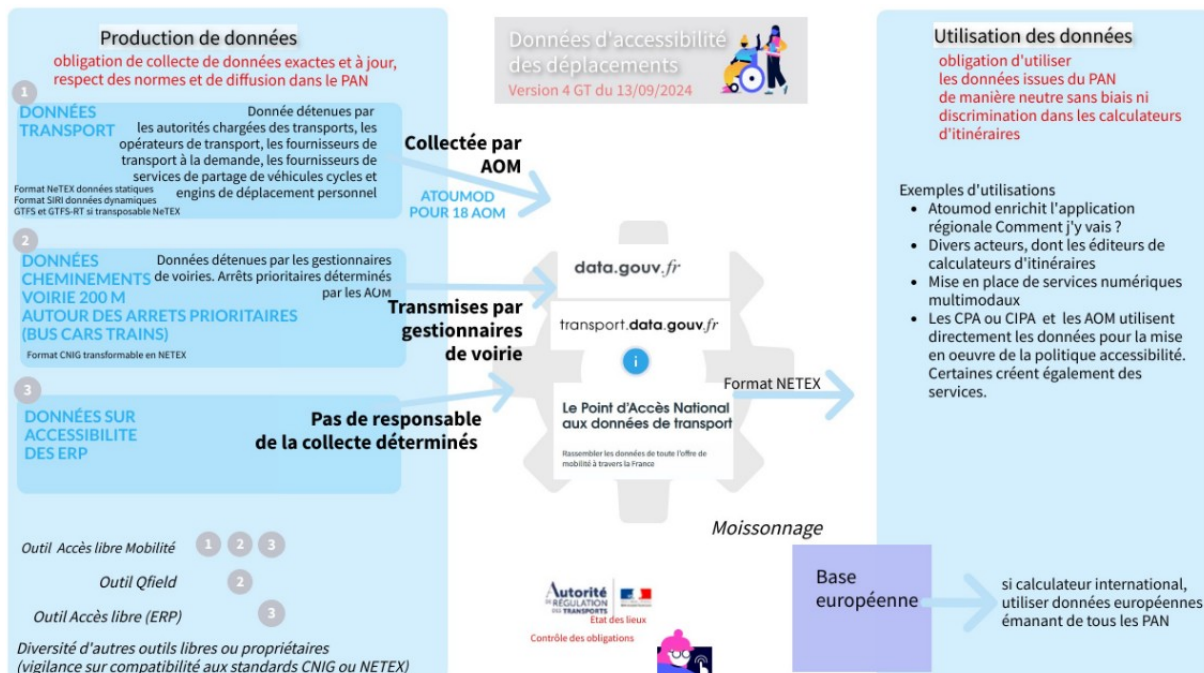 Production de données
obligation de collecte de données exactes et à jour,
respect des normes et de diffusion dans le PAN
1
DONNÉES
TRANSPORT
Donnée détenues par
les autorités chargées des transports, les
opérateurs de transport, les fournisseurs de
transport à la demande, les fournisseurs de
services de partage de véhicules cycles et
engins de déplacement personnel
Format NeTEX données statiques
Format SIRI données dynamiques
GTFS et GTFS-RT si transposable NeTEX
Collectée par
AOM
ATOUMOD
POUR 18 AOM
2
DONNÉES
CHEMINEMENTS
VOIRIE 200 M
AUTOUR DES ARRETS PRIORITAIRES
(BUS CARS TRAINS)
Données détenues par les gestionnaires
de voiries. Arrêts prioritaires déterminés
par les AOM
Format CNIG transformable en NETEX
Transmises par
gestionnaires
de voirie
3
DONNÉES SUR
ACCESSIBILITE
DES ERP
Pas de responsable
de la collecte déterminés
Outil Accès libre Mobilité 1 2 3
Outil Qfield 2
Outil Accès libre (ERP) 3
Diversité d'autres outils libres ou propriétaires
(vigilance sur compatibilité aux standards CNIG ou NETEX)
Données d'accessibilité
des déplacements
Version 4 GT du 13/09/2024
data.gouv.fr
transport.data.gouv.fr
i
Le Point d'Accès National
aux données de transport
Rassembler les données de toute l'offre de
mobilité à travers la France
Format NETEX
Moissonnage
Autorité
DE RÉGULATION
DES TRANSPORTS
Etat des lieux
Contrôle des obligations
Base
européenne
Utilisation des données
obligation d'utiliser
les données issues du PAN
de manière neutre sans biais ni
discrimination dans les calculateurs
d'itinéraires
Exemples d'utilisations
• Atoumod enrichit l'application
régionale Comment j'y vais ?
• Divers acteurs, dont les éditeurs de
calculateurs d'itinéraires
• Mise en place de services numériques
multimodaux
• Les CPA ou CIPA et les AOM utilisent
directement les données pour la mise
en oeuvre de la politique accessibilité.
Certaines créent également des
services.
si calculateur international,
utiliser données européennes
émanant de tous les PAN